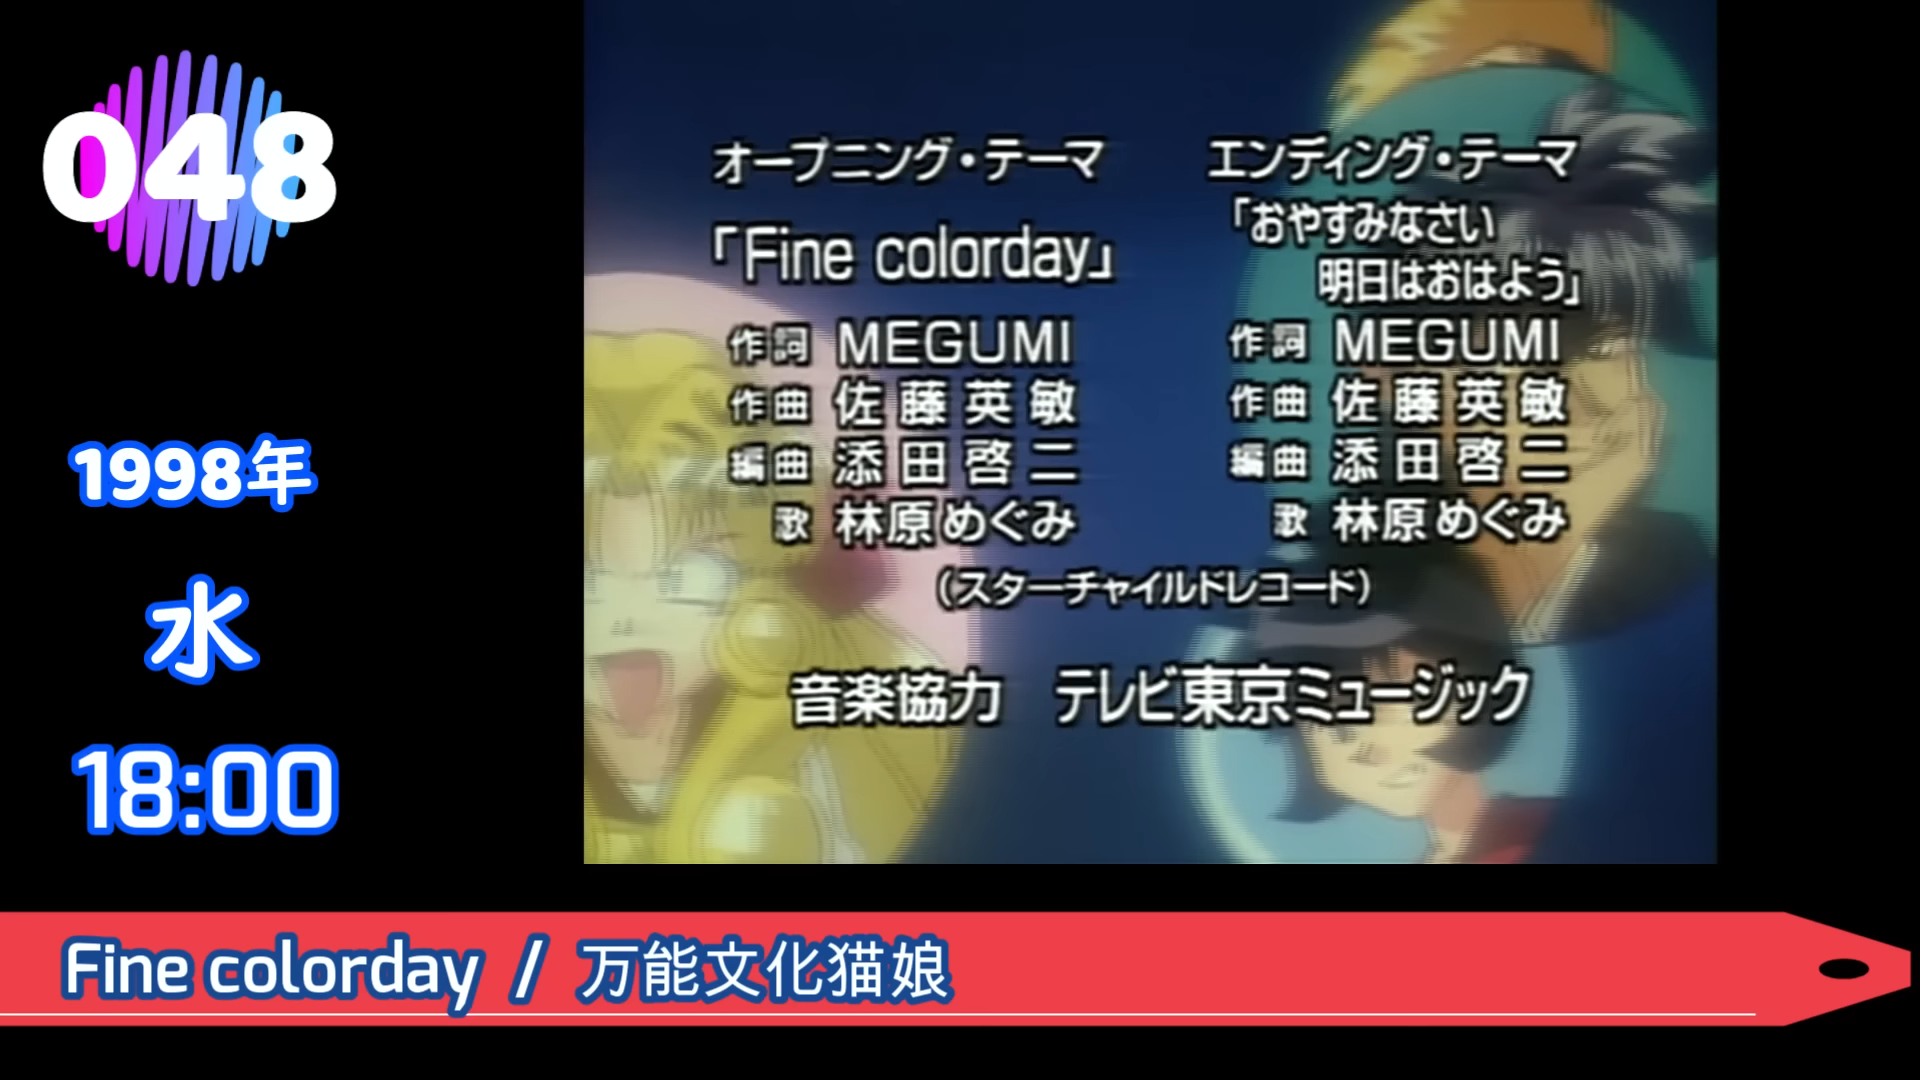 048
1998年
水
18:00
オープニング・テーマ
「Fine colorday」
作詞 MEGUMI
作曲 佐藤英敏
編曲 添田啓二
歌 林原めぐみ
エンディング・テーマ
「おやすみなさい
明日はおはよう」
作詞 MEGUMI
作曲 佐藤英敏
編曲 添田啓二
歌 林原めぐみ
(スターチャイルドレコード)
音楽協力 テレビ東京ミュージック
Fine colorday / 万能文化猫娘